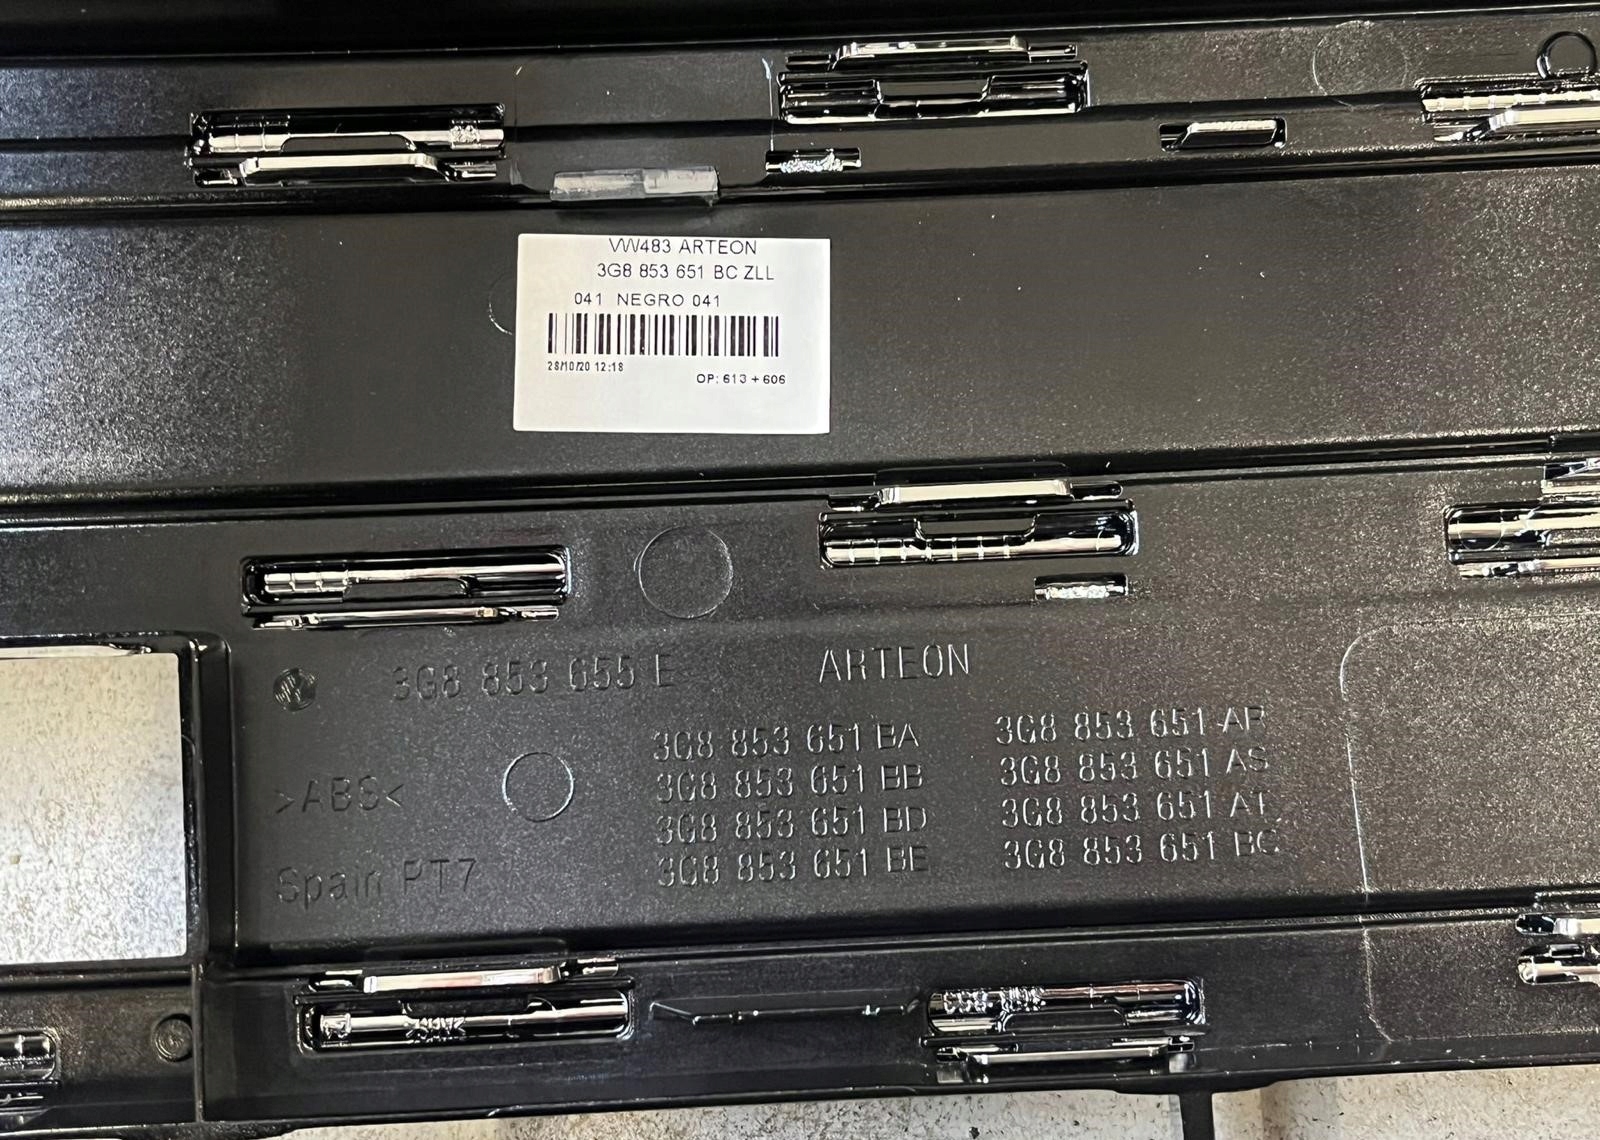 VW483 ARTEON
3G8 853 651 BC ZLL
041 NEGRO 041
28/10/20 12:18
OP: 613 + 606
3G8 853 655 E
ARTEON
3G8 853 651 BA
3G8 853 651 AR
3G8 853 651 BB
3G8 853 651 AS
>ABS<
3G8 853 651 BD
3G8 853 651 AT
3G8 853 651 BE
3G8 853 651 BC
Spain PT7